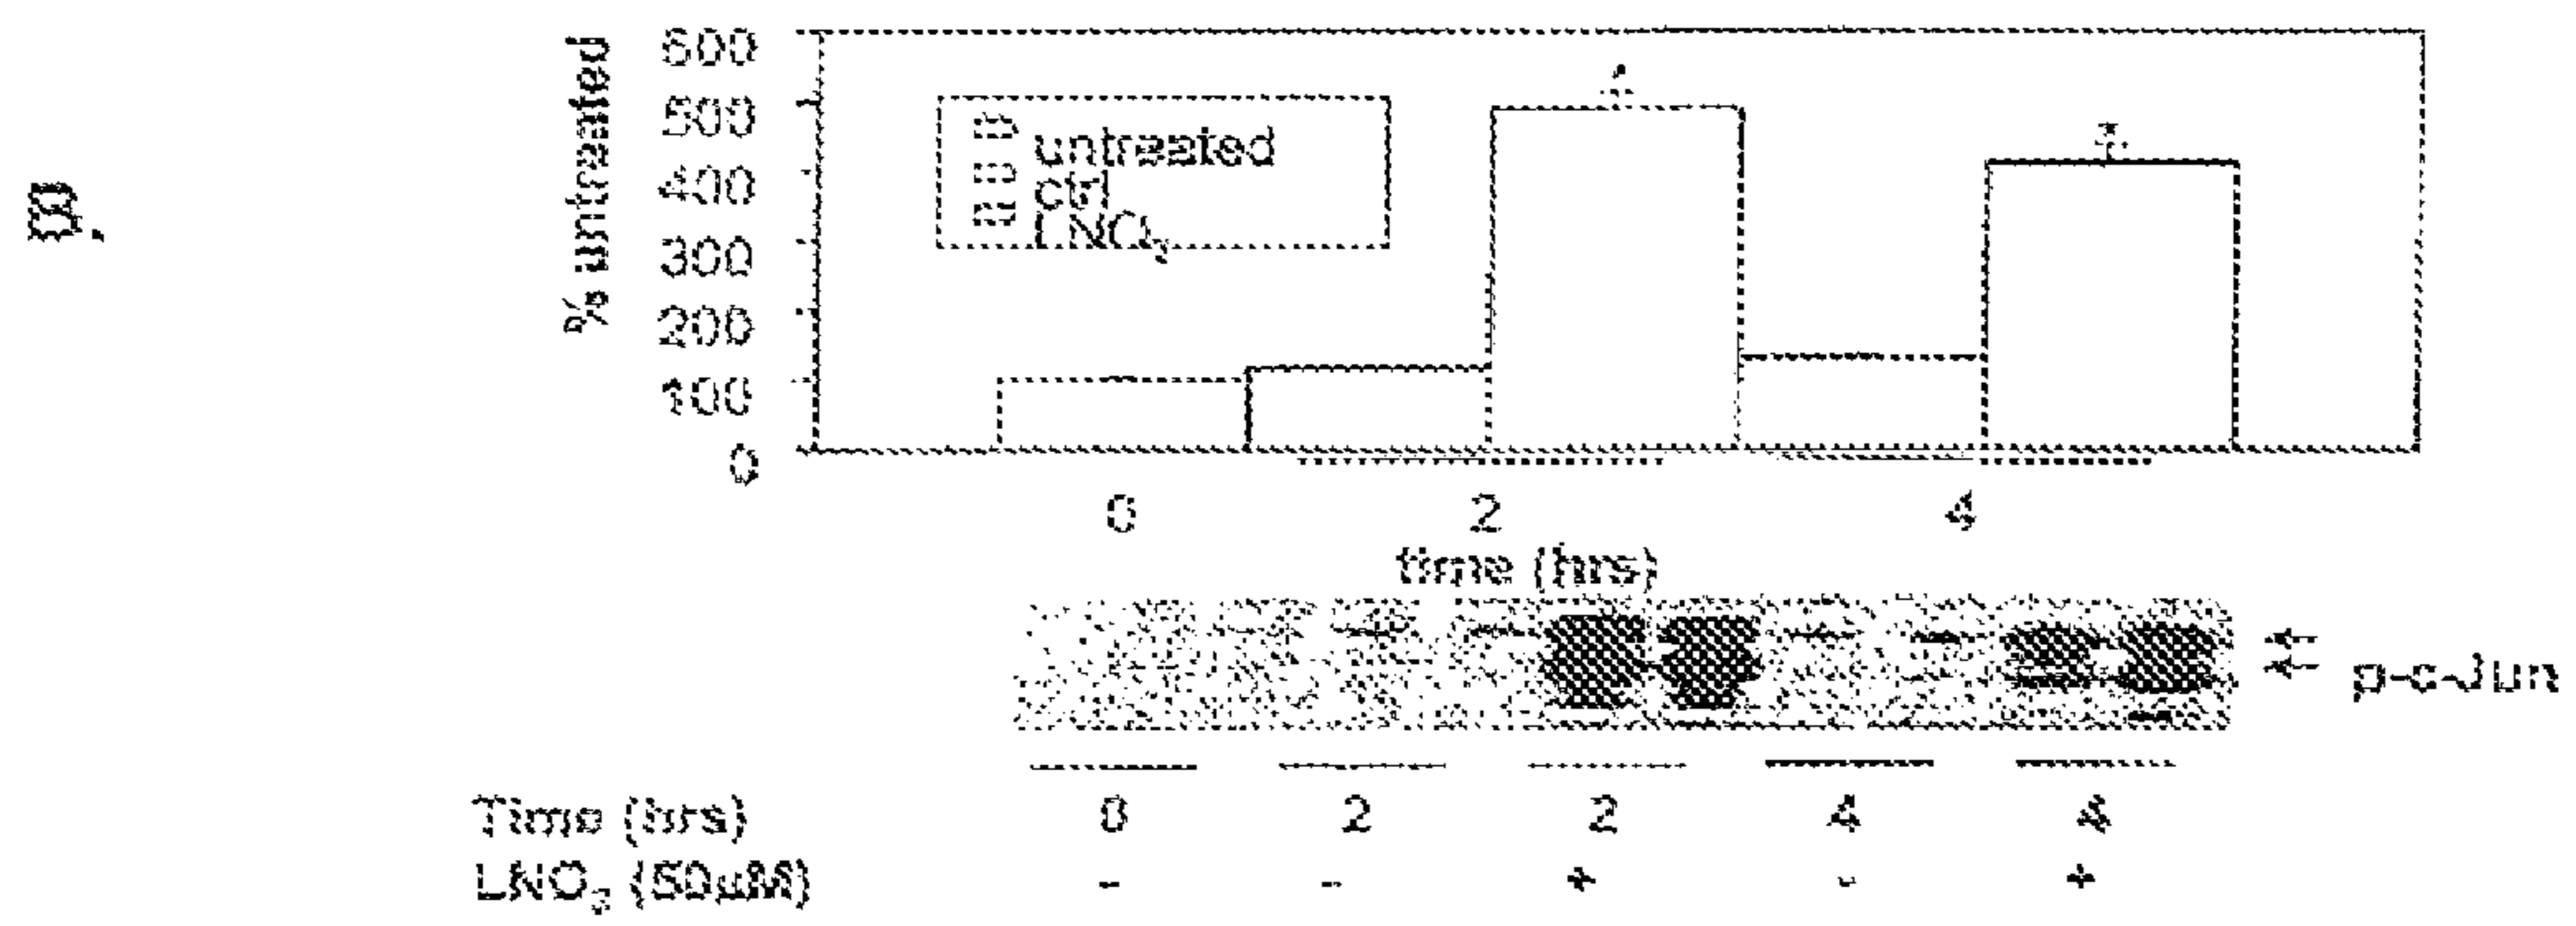 B.
% untreated
600
500
400
300
200
100
0
untreated
ctrl
LNO₂
0 2 4
time (hrs)
p-c-Jun
Time (hrs) 0 2 2 4 4
LNO₂ (50μM) - - + - +